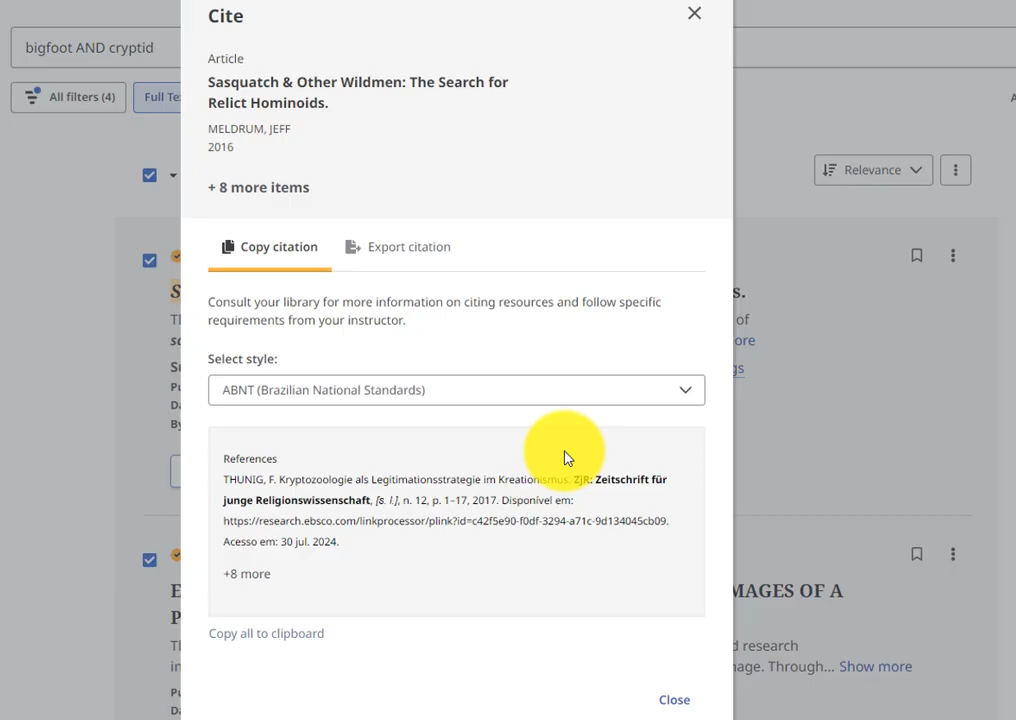 Cite
bigfoot AND cryptid
All filters (4)
Full Te
Article
Sasquatch & Other Wildmen: The Search for
Relict Hominoids.
MELDRUM, JEFF
2016
+ 8 more items
Relevance
Copy citation
Export citation
Consult your library for more information on citing resources and follow specific
requirements from your instructor.
Select style:
ABNT (Brazilian National Standards)
References
THUNIG, F. Kryptozoologie als Legitimationsstrategie im Kreationismus. ZjR: Zeitschrift für
junge Religionswissenschaft, [s. l.], n. 12, p. 1–17, 2017. Disponível em:
https://research.ebsco.com/linkprocessor/plink?id=c42f5e90-f0df-3294-a71c-9d134045cb09.
Acesso em: 30 jul. 2024.
+8 more
Copy all to clipboard
Close
s.
of
ore
gs
MAGES OF A
d research
nage. Through... Show more